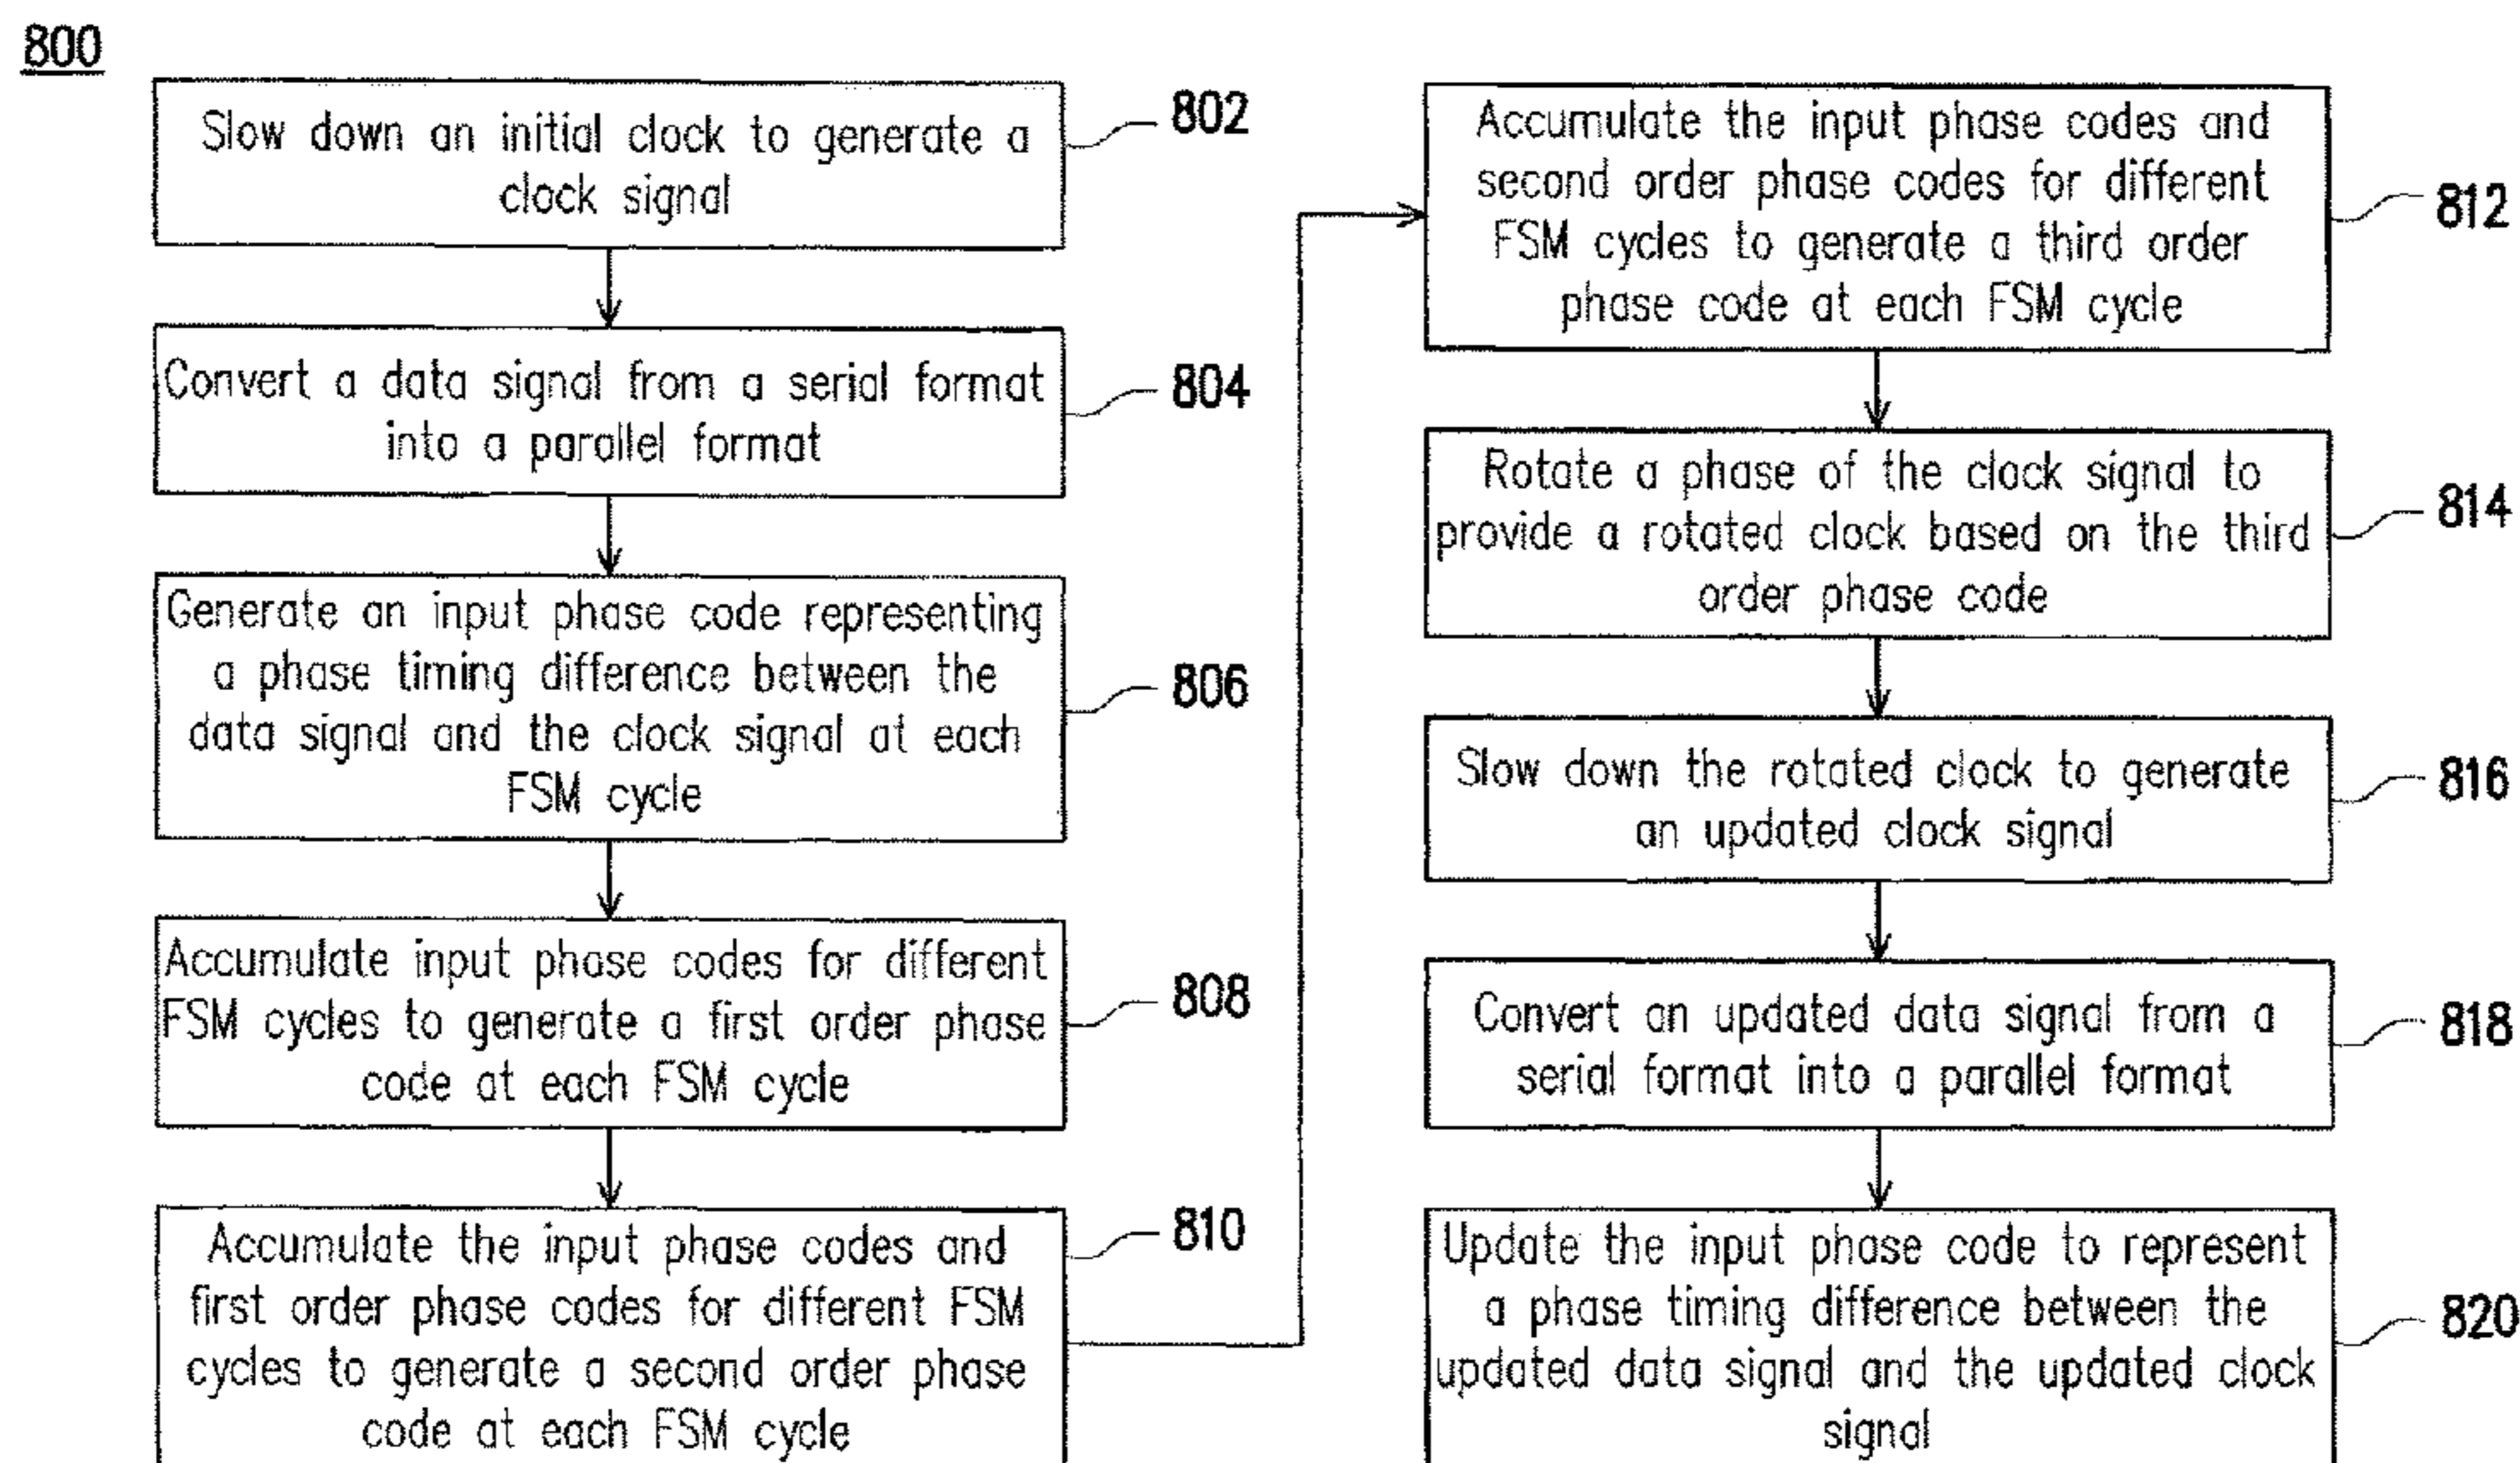 800
Slow down an initial clock to generate a
clock signal
802
Convert a data signal from a serial format
into a parallel format
804
Generate an input phase code representing
a phase timing difference between the
data signal and the clock signal at each
FSM cycle
806
Accumulate input phase codes for different
FSM cycles to generate a first order phase
code at each FSM cycle
808
Accumulate the input phase codes and
first order phase codes for different FSM
cycles to generate a second order phase
code at each FSM cycle
810
Accumulate the input phase codes and
second order phase codes for different
FSM cycles to generate a third order
phase code at each FSM cycle
812
Rotate a phase of the clock signal to
provide a rotated clock based on the third
order phase code
814
Slow down the rotated clock to generate
an updated clock signal
816
Convert an updated data signal from a
serial format into a parallel format
818
Update the input phase code to represent
a phase timing difference between the
updated data signal and the updated clock
signal
820